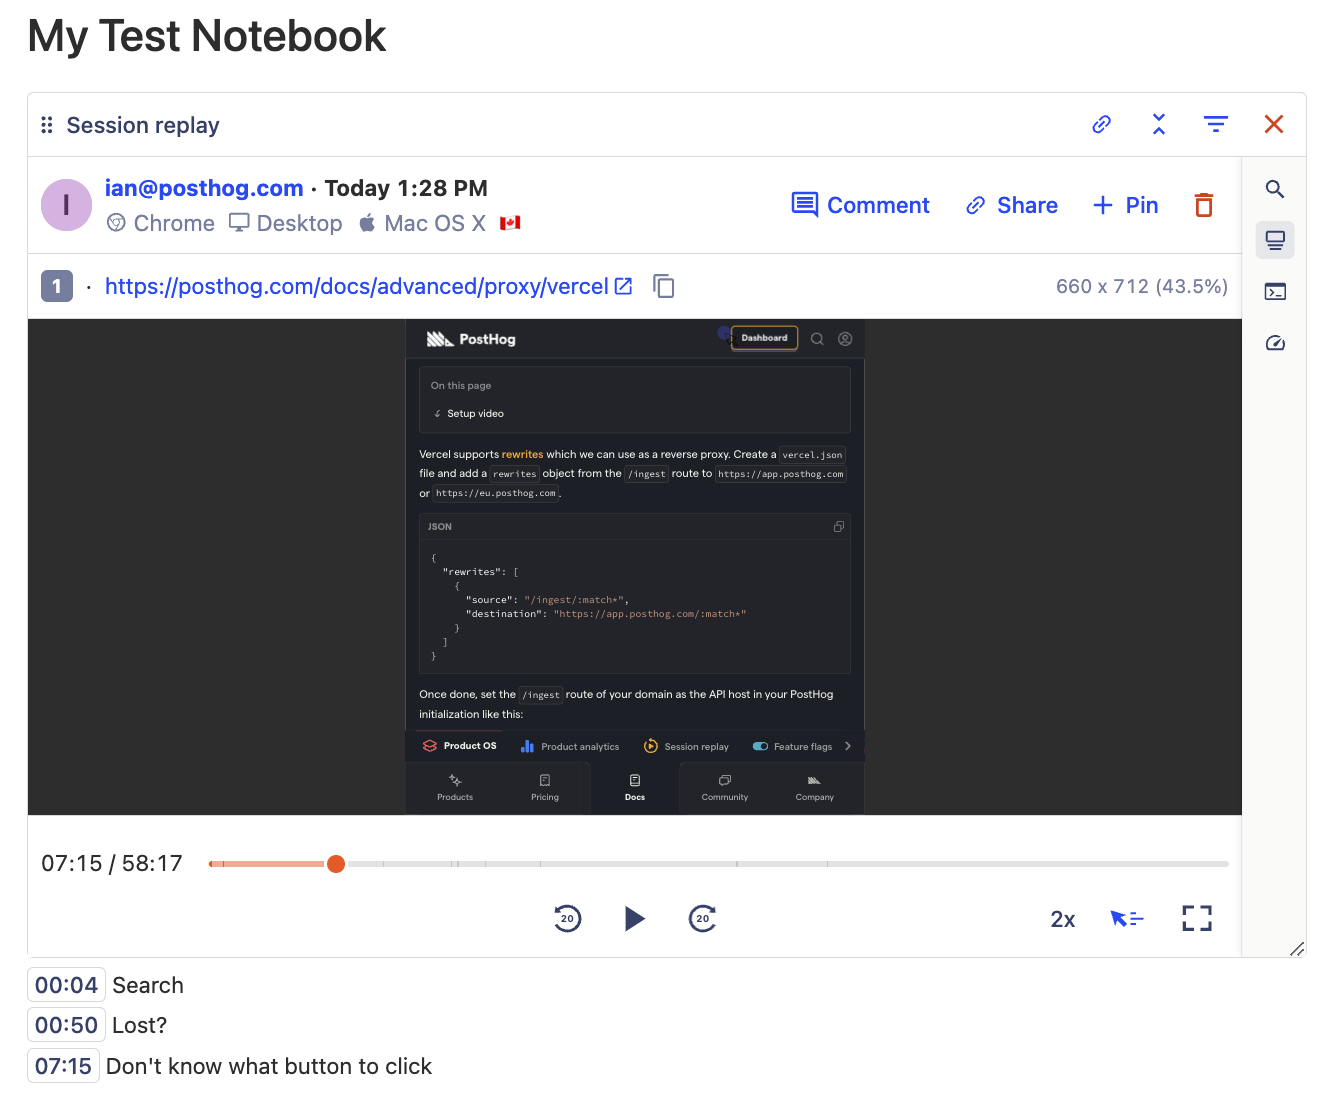 My Test Notebook
Session replay
I
ian@posthog.com · Today 1:28 PM
Chrome Desktop Mac OS X
Comment Share + Pin
1 · https://posthog.com/docs/advanced/proxy/vercel
660 x 712 (43.5%)
PostHog Dashboard
On this page
Setup video
Vercel supports rewrites which we can use as a reverse proxy. Create a vercel.json
file and add a rewrites object from the /ingest route to https://app.posthog.com
or https://eu.posthog.com.
JSON
{
"rewrites": [
{
"source": "/ingest/:match*",
"destination": "https://app.posthog.com/:match*"
}
]
}
Once done, set the /ingest route of your domain as the API host in your PostHog
initialization like this:
Product OS Product analytics Session replay Feature flags
Products Pricing Docs Community Company
07:15 / 58:17
20 20 2x
00:04 Search
00:50 Lost?
07:15 Don't know what button to click